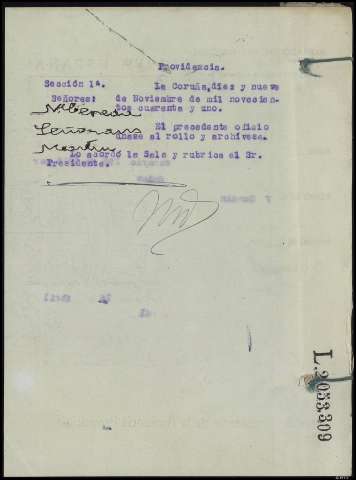 Providencia.
Sección 1ª. La Coruña, diez y nueve
Señores: de Noviembre de mil novecien-
tos cuarenta y uno.
El precedente oficio
únase al rollo y archívese.
Lo acordó la Sala y rubrica el Sr.
Presidente.
L.2053309